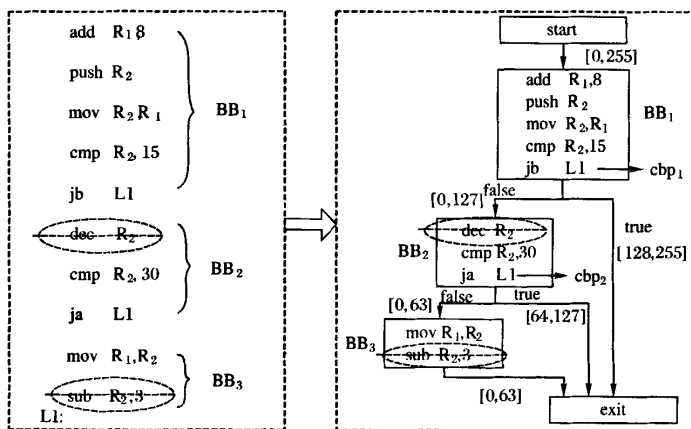 add R₁ 8
push R₂
mov R₂ R₁
cmp R₂, 15
jb L1
BB₁
dec R₂
cmp R₂, 30
ja L1
BB₂
mov R₁,R₂
sub R₂,3
BB₃
L1:
start
[0,255]
add R₁,8
push R₂
mov R₂,R₁
cmp R₂,15
jb L1
BB₁
cbp₁
false
[0,127]
true
[128,255]
BB₂
dec R₂
cmp R₂,30
ja L1
cbp₂
[0,63]
false
true
[64,127]
BB₃
mov R₁,R₂
sub R₂,3
[0,63]
exit